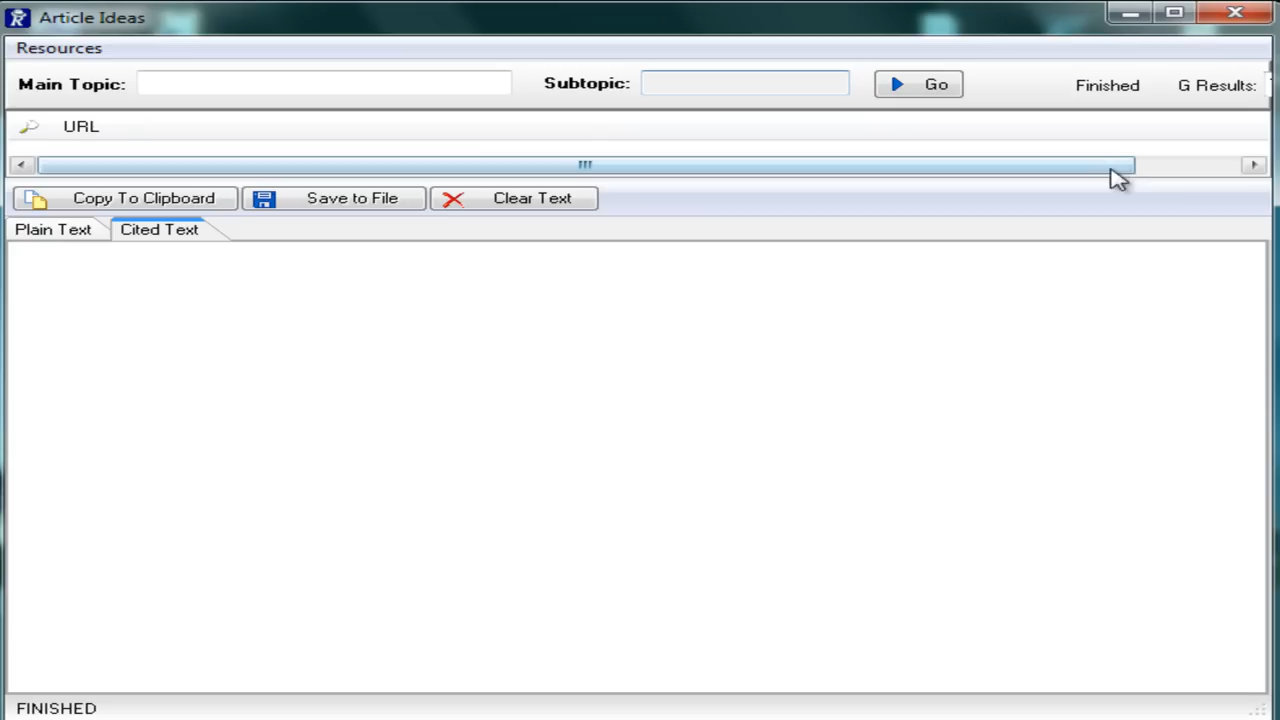 Article Ideas
Resources
Main Topic: Subtopic: Go Finished G Results:
URL
Copy To Clipboard Save to File Clear Text
Plain Text Cited Text
FINISHED